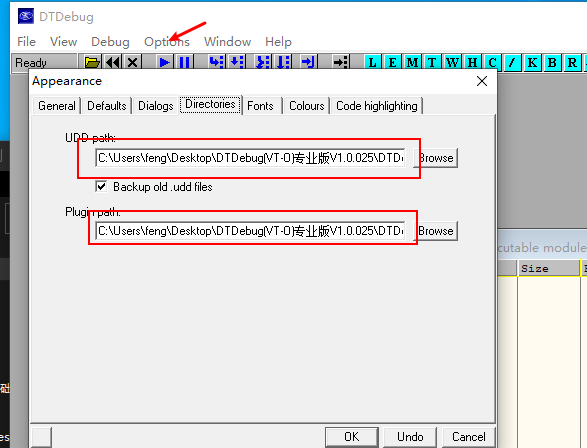 DTDebug
File View Debug Options Window Help
Ready L E M T W H C / K B R
Appearance
General Defaults Dialogs Directories Fonts Colours Code highlighting
UDD path:
C:\Users\feng\Desktop\DTDebug(VT-O)专业版V1.0.025\DTD Browse
Backup old .udd files
Plugin path:
C:\Users\feng\Desktop\DTDebug(VT-O)专业版V1.0.025\DTD Browse
cutable module
Size
础
es
OK Undo Cancel